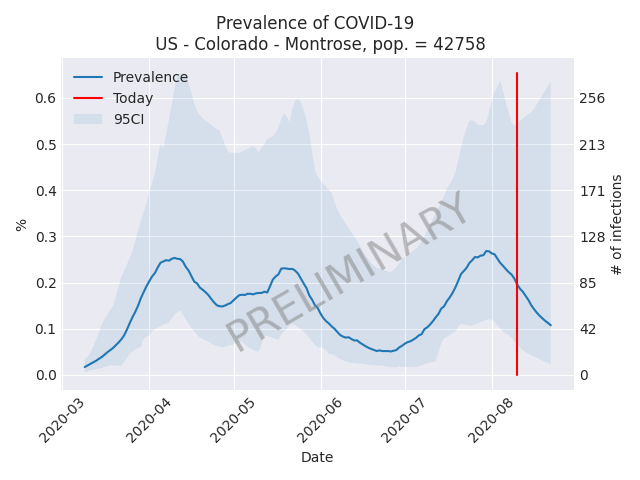 Prevalence of COVID-19
US - Colorado - Montrose, pop. = 42758
Prevalence
Today
95CI
0.6
0.5
0.4
0.3
0.2
0.1
0.0
%
256
213
171
128
85
42
0
# of infections
PRELIMINARY
2020-03
2020-04
2020-05
2020-06
2020-07
2020-08
Date